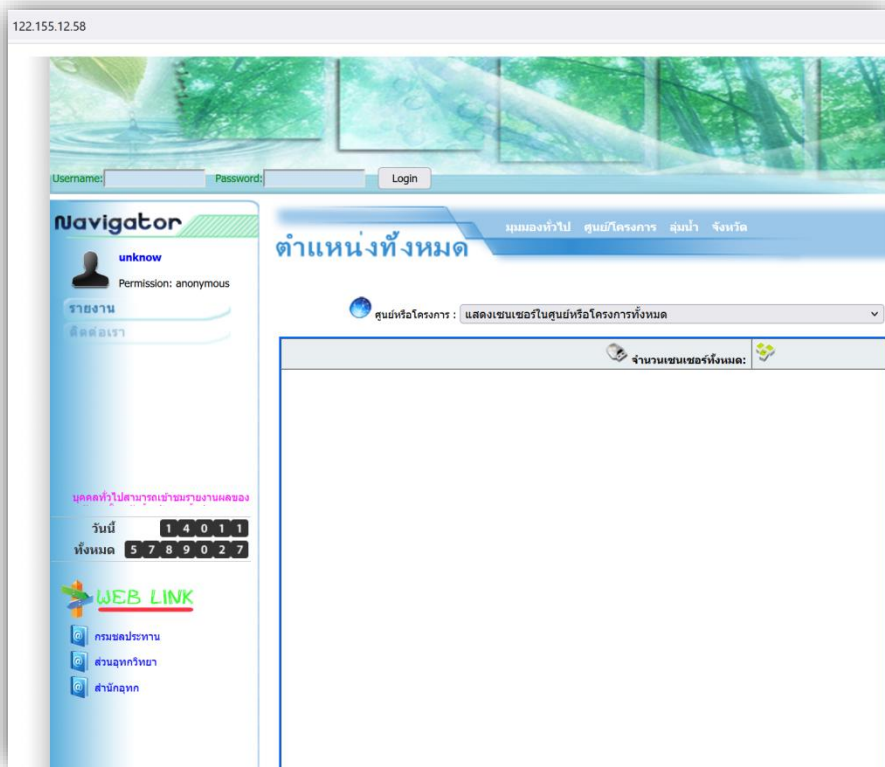 122.155.12.58
Username: Password: Login
Navigator
unknow
Permission: anonymous
รายงาน
ติดต่อเรา
มุมมองทั่วไป ศูนย์/โครงการ ลุ่มน้ำ จังหวัด
ตำแหน่งทั้งหมด
ศูนย์หรือโครงการ : แสดงเซนเซอร์ในศูนย์หรือโครงการทั้งหมด
จำนวนเซนเซอร์ทั้งหมด:
บุคคลทั่วไปสามารถเข้าชมรายงานผลของ
วันนี้ 14011
ทั้งหมด 5789027
WEB LINK
กรมชลประทาน
ส่วนอุทกวิทยา
สำนักอุทก